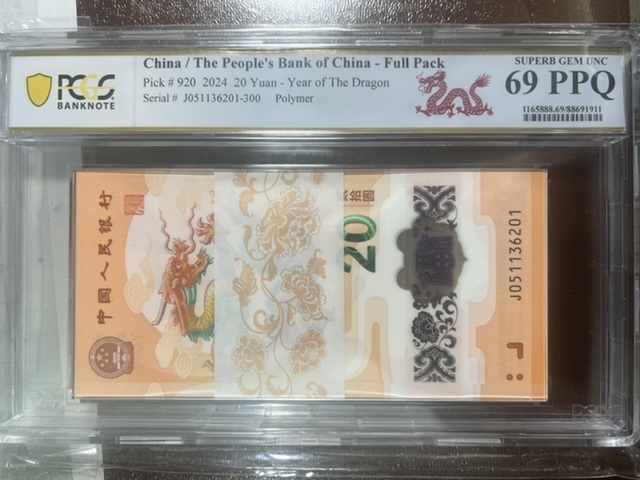 China / The People's Bank of China - Full Pack
Pick # 920 2024 20 Yuan - Year of The Dragon
Serial # J051136201-300 Polymer
PCGS
BANKNOTE
SUPERB GEM UNC
69 PPQ
1165888.69/88691911
中国人民银行
拾圓
20
J051136201